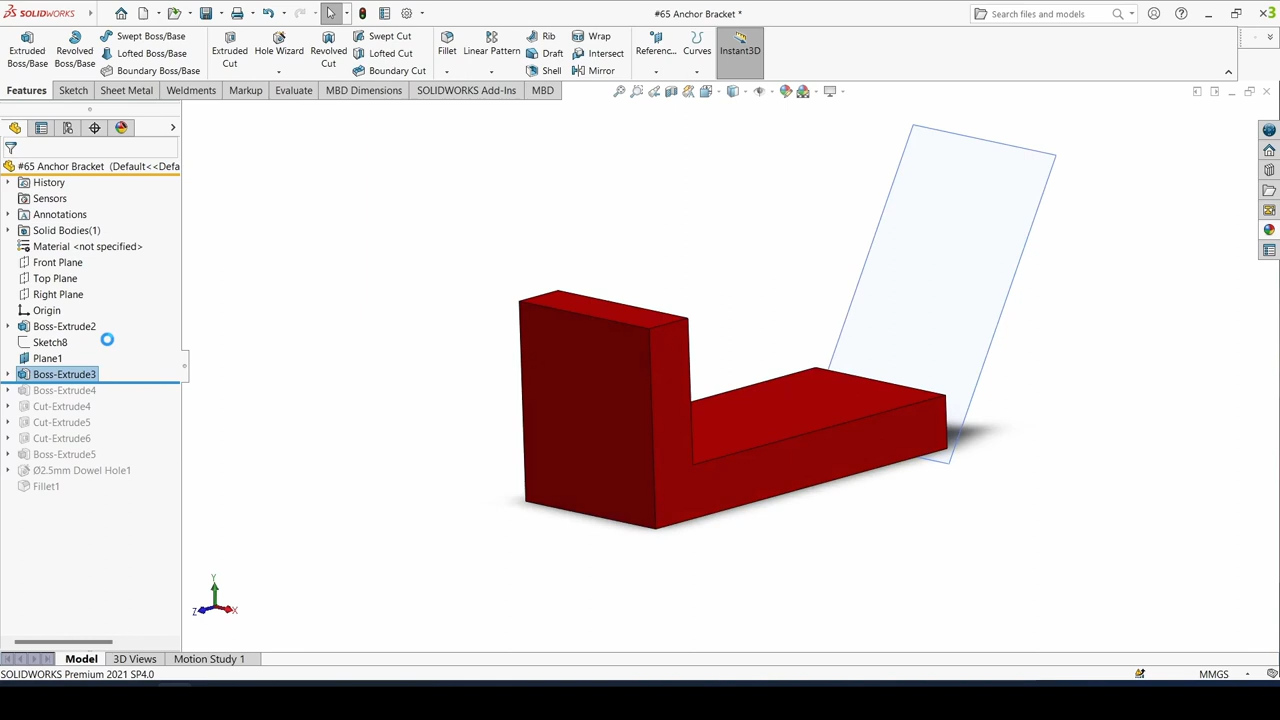 SOLIDWORKS
#65 Anchor Bracket *
Search files and models
3
Extruded Boss/Base
Revolved Boss/Base
Swept Boss/Base
Lofted Boss/Base
Boundary Boss/Base
Extruded Cut
Hole Wizard
Revolved Cut
Swept Cut
Lofted Cut
Boundary Cut
Fillet
Linear Pattern
Rib
Draft
Shell
Wrap
Intersect
Mirror
Referenc...
Curves
Instant3D
Features
Sketch
Sheet Metal
Weldments
Markup
Evaluate
MBD Dimensions
SOLIDWORKS Add-Ins
MBD
#65 Anchor Bracket (Default<<Defa
History
Sensors
Annotations
Solid Bodies(1)
Material <not specified>
Front Plane
Top Plane
Right Plane
Origin
Boss-Extrude2
Sketch8
Plane1
Boss-Extrude3
Boss-Extrude4
Cut-Extrude4
Cut-Extrude5
Cut-Extrude6
Boss-Extrude5
Ø2.5mm Dowel Hole1
Fillet1
Y
Z
X
Model
3D Views
Motion Study 1
SOLIDWORKS Premium 2021 SP4.0
MMGS